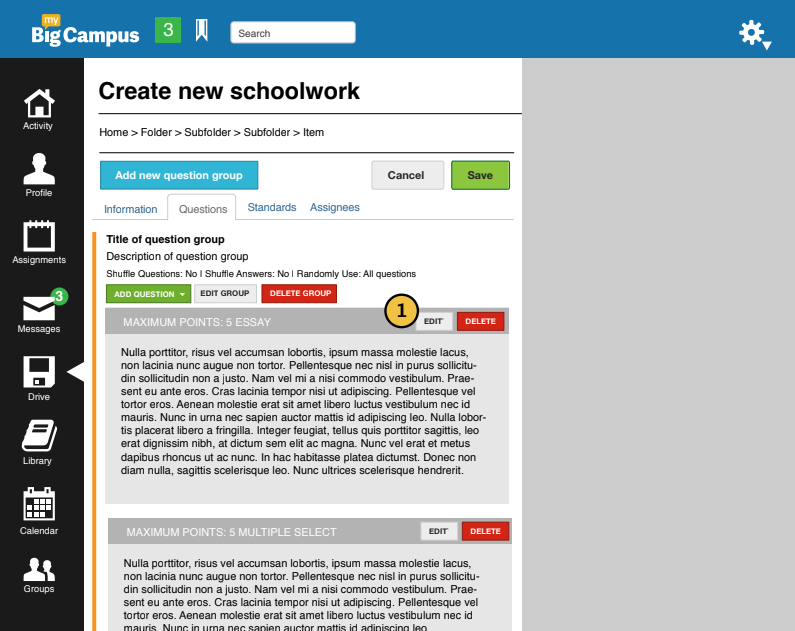 my
Big Campus
3
Search
Create new schoolwork
Activity
Home > Folder > Subfolder > Subfolder > Item
Add new question group
Cancel
Save
Profile
Information
Questions
Standards
Assignees
Title of question group
Description of question group
Assignments
Shuffle Questions: No I Shuffle Answers: No I Randomly Use: All questions
ADD QUESTION
EDIT GROUP
DELETE GROUP
3
Messages
MAXIMUM POINTS: 5 ESSAY
1
EDIT
DELETE
Nulla porttitor, risus vel accumsan lobortis, ipsum massa molestie lacus,
non lacinia nunc augue non tortor. Pellentesque nec nisl in purus sollicitu-
din sollicitudin non a justo. Nam vel mi a nisi commodo vestibulum. Prae-
sent eu ante eros. Cras lacinia tempor nisi ut adipiscing. Pellentesque vel
tortor eros. Aenean molestie erat sit amet libero luctus vestibulum nec id
mauris. Nunc in urna nec sapien auctor mattis id adipiscing leo. Nulla lobor-
tis placerat libero a fringilla. Integer feugiat, tellus quis porttitor sagittis, leo
erat dignissim nibh, at dictum sem elit ac magna. Nunc vel erat et metus
dapibus rhoncus ut ac nunc. In hac habitasse platea dictumst. Donec non
diam nulla, sagittis scelerisque leo. Nunc ultrices scelerisque hendrerit.
Drive
Library
Calendar
Groups
MAXIMUM POINTS: 5 MULTIPLE SELECT
EDIT
DELETE
Nulla porttitor, risus vel accumsan lobortis, ipsum massa molestie lacus,
non lacinia nunc augue non tortor. Pellentesque nec nisl in purus sollicitu-
din sollicitudin non a justo. Nam vel mi a nisi commodo vestibulum. Prae-
sent eu ante eros. Cras lacinia tempor nisi ut adipiscing. Pellentesque vel
tortor eros. Aenean molestie erat sit amet libero luctus vestibulum nec id
mauris. Nunc in urna nec sapien auctor mattis id adipiscing leo